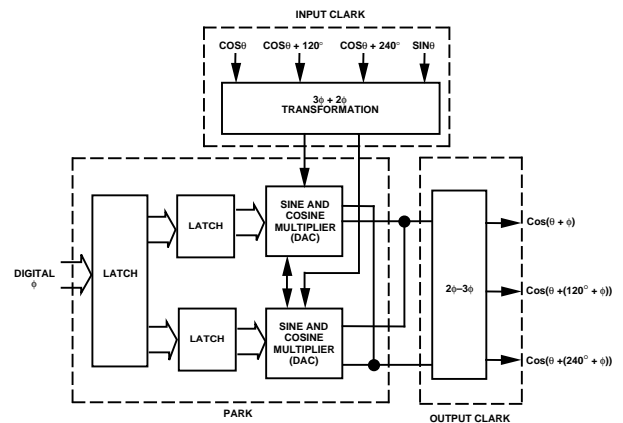 INPUT CLARK
COSθ COSθ + 120° COSθ + 240° SINθ
3ϕ + 2ϕ
TRANSFORMATION
DIGITAL
ϕ
LATCH
LATCH
SINE AND
COSINE
MULTIPLIER
(DAC)
LATCH
SINE AND
COSINE
MULTIPLIER
(DAC)
2ϕ–3ϕ
Cos(θ + ϕ)
Cos(θ +(120° + ϕ))
Cos(θ +(240° + ϕ))
PARK
OUTPUT CLARK